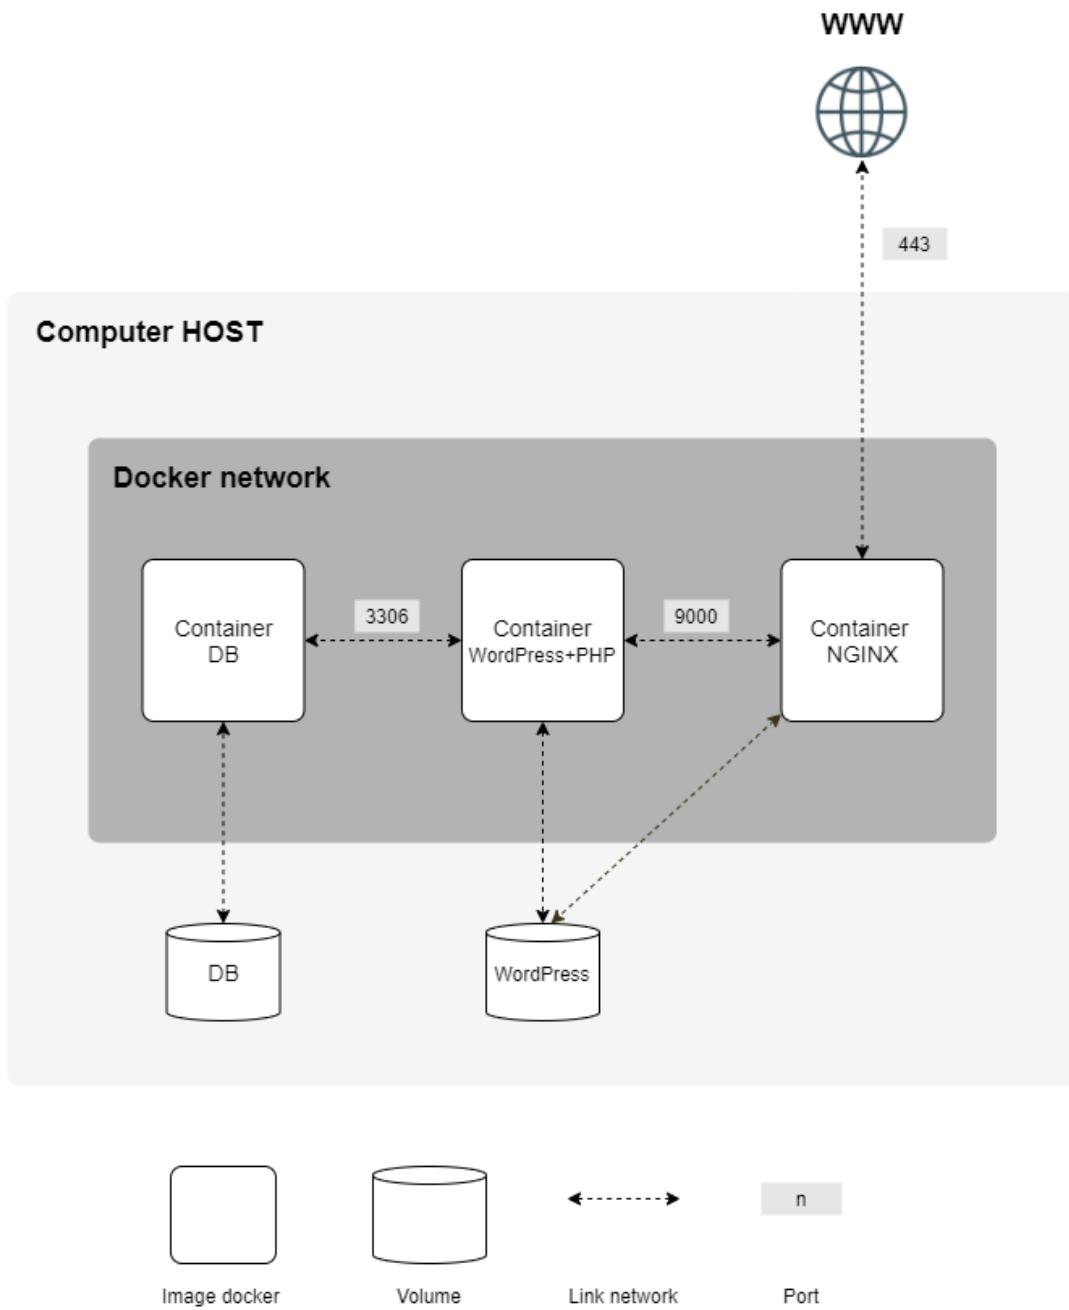 WWW
443
Computer HOST
Docker network
3306
9000
Container
DB
Container
WordPress+PHP
Container
NGINX
DB
WordPress
n
Image docker
Volume
Link network
Port